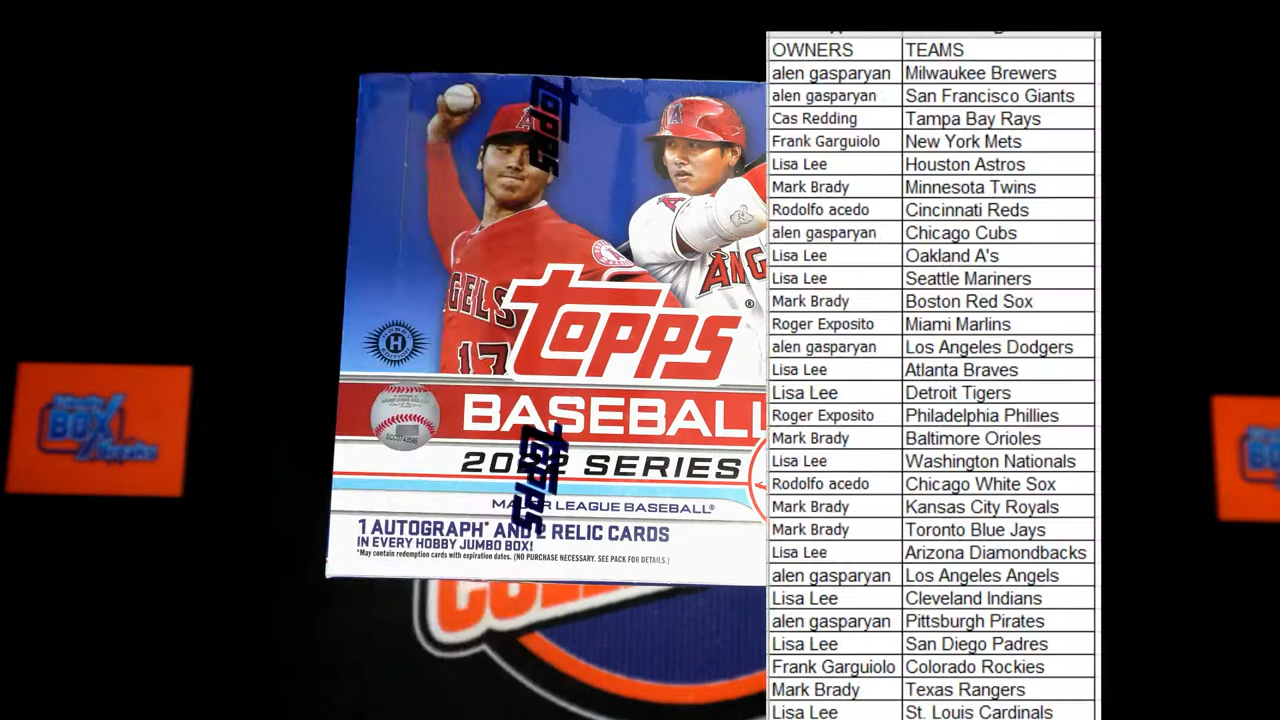 OWNERS TEAMS
alen gasparyan Milwaukee Brewers
alen gasparyan San Francisco Giants
Cas Redding Tampa Bay Rays
Frank Garguiolo New York Mets
Lisa Lee Houston Astros
Mark Brady Minnesota Twins
Rodolfo acedo Cincinnati Reds
alen gasparyan Chicago Cubs
Lisa Lee Oakland A's
Lisa Lee Seattle Mariners
Mark Brady Boston Red Sox
Roger Exposito Miami Marlins
alen gasparyan Los Angeles Dodgers
Lisa Lee Atlanta Braves
Lisa Lee Detroit Tigers
Roger Exposito Philadelphia Phillies
Mark Brady Baltimore Orioles
Lisa Lee Washington Nationals
Rodolfo acedo Chicago White Sox
Mark Brady Kansas City Royals
Mark Brady Toronto Blue Jays
Lisa Lee Arizona Diamondbacks
alen gasparyan Los Angeles Angels
Lisa Lee Cleveland Indians
alen gasparyan Pittsburgh Pirates
Lisa Lee San Diego Padres
Frank Garguiolo Colorado Rockies
Mark Brady Texas Rangers
Lisa Lee St. Louis Cardinals
topps
GELS
17
ANG
HOBBY
H
EDITION
topps®
BASEBALL
2022 SERIES
topps
MAJOR LEAGUE BASEBALL®
1 AUTOGRAPH* AND 2 RELIC CARDS
IN EVERY HOBBY JUMBO BOX!
*May contain redemption cards with expiration dates. (NO PURCHASE NECESSARY. SEE PACK FOR DETAILS.)
BOX